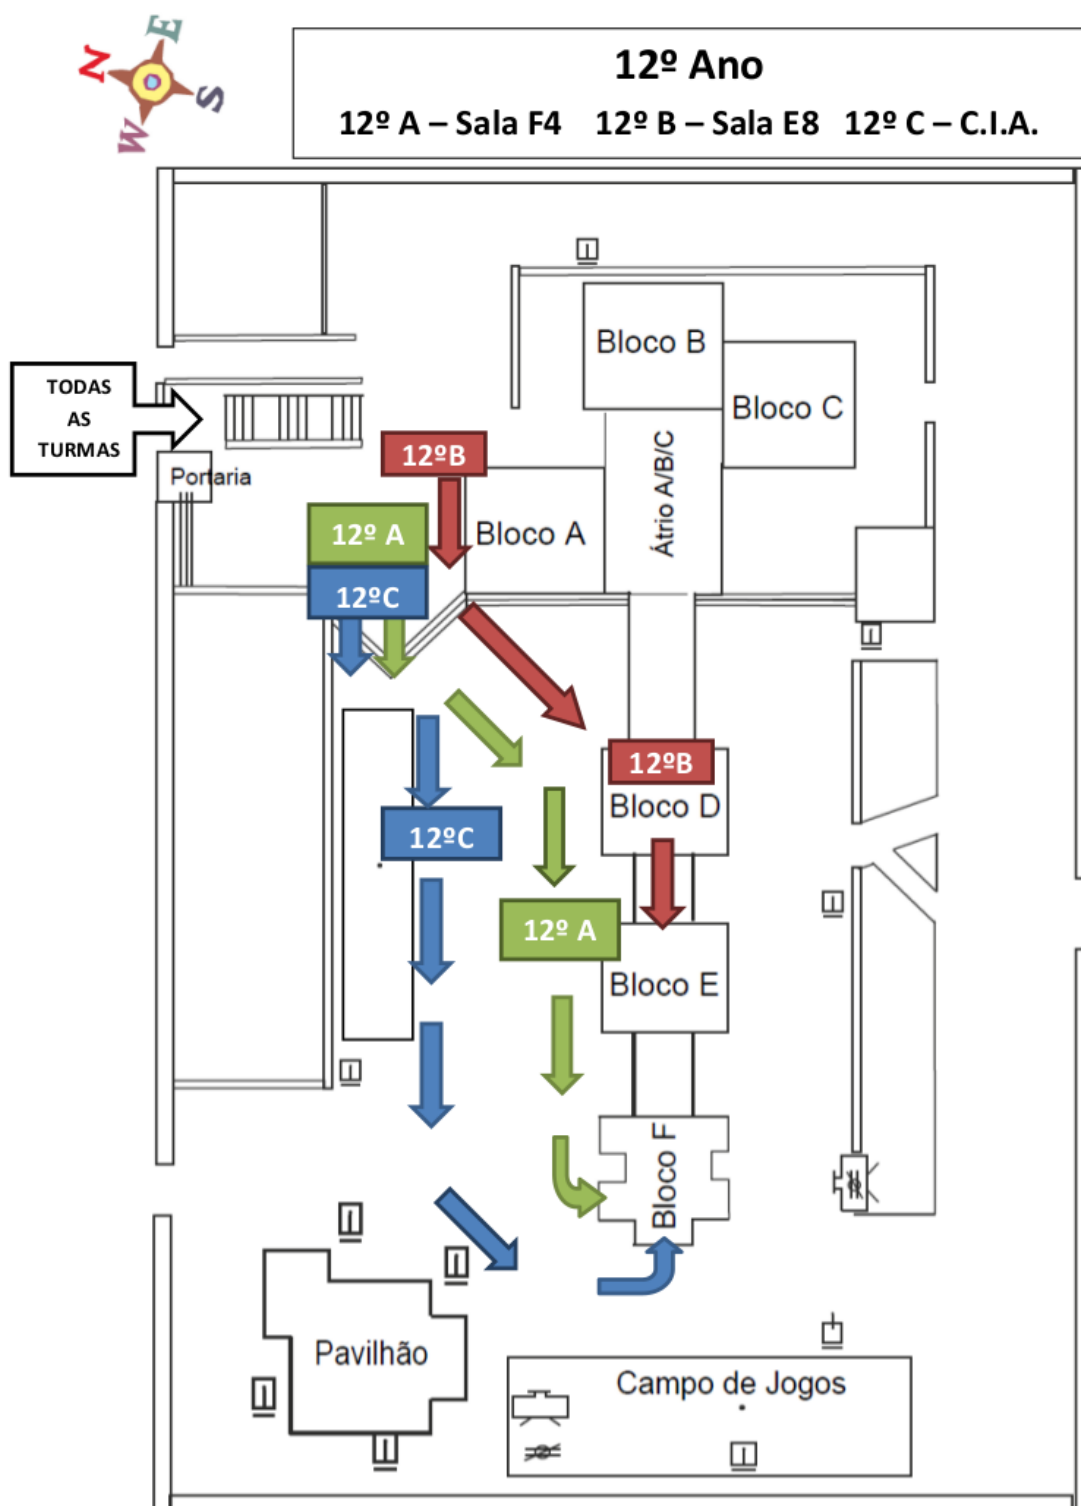 E
N
S
W
12º Ano
12º A – Sala F4 12º B – Sala E8 12º C – C.I.A.
Bloco B
Bloco C
TODAS
AS
TURMAS
Portaria
12ºB
Átrio A/B/C
12º A
Bloco A
12ºC
12ºB
Bloco D
12ºC
12º A
Bloco E
Bloco F
Pavilhão
Campo de Jogos